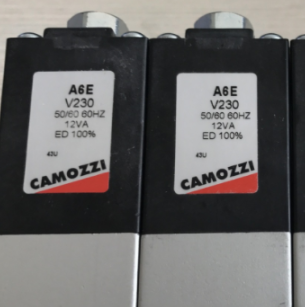 A6E
V230
50/60 60HZ
12VA
ED 100%
43U
CAMOZZI
A6E
V230
50/60 60HZ
12VA
ED 100%
43U
CAMOZZI